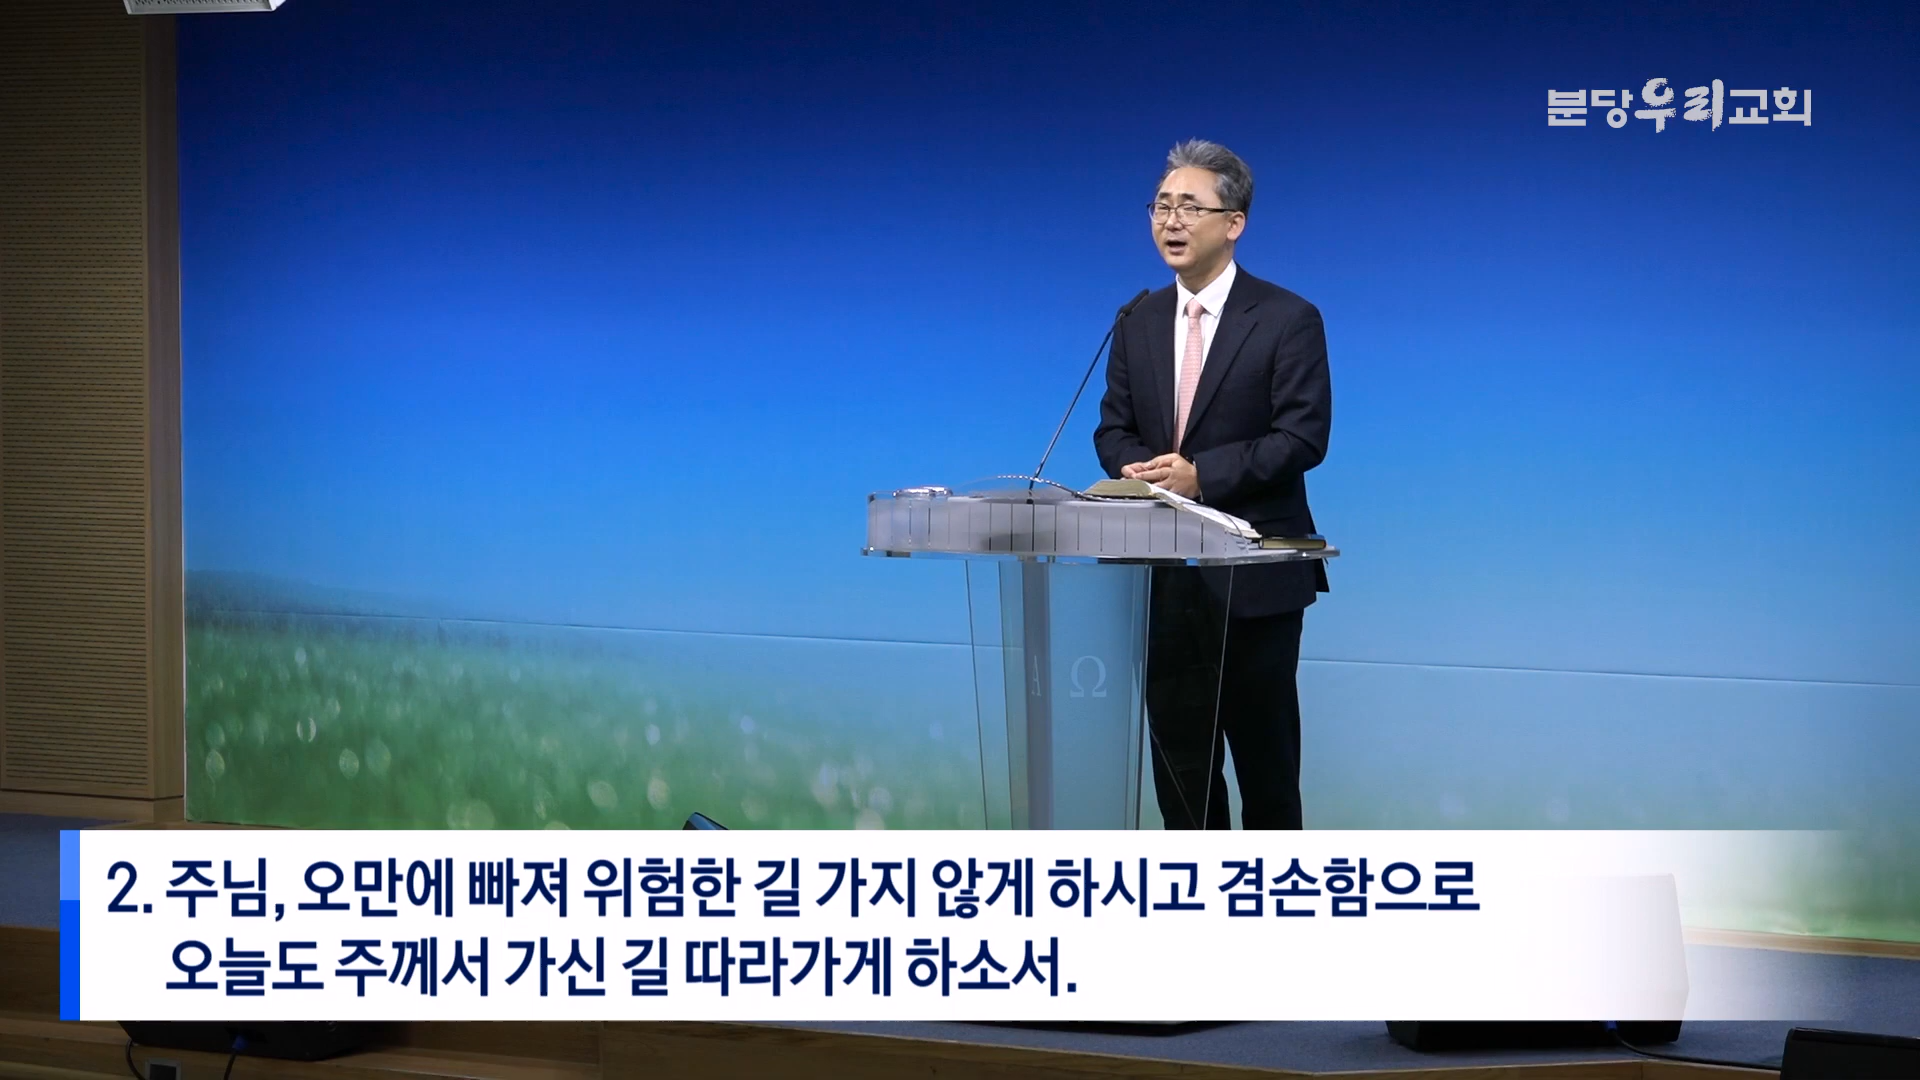 분당우리교회
Α Ω
2. 주님, 오만에 빠져 위험한 길 가지 않게 하시고 겸손함으로
오늘도 주께서 가신 길 따라가게 하소서.